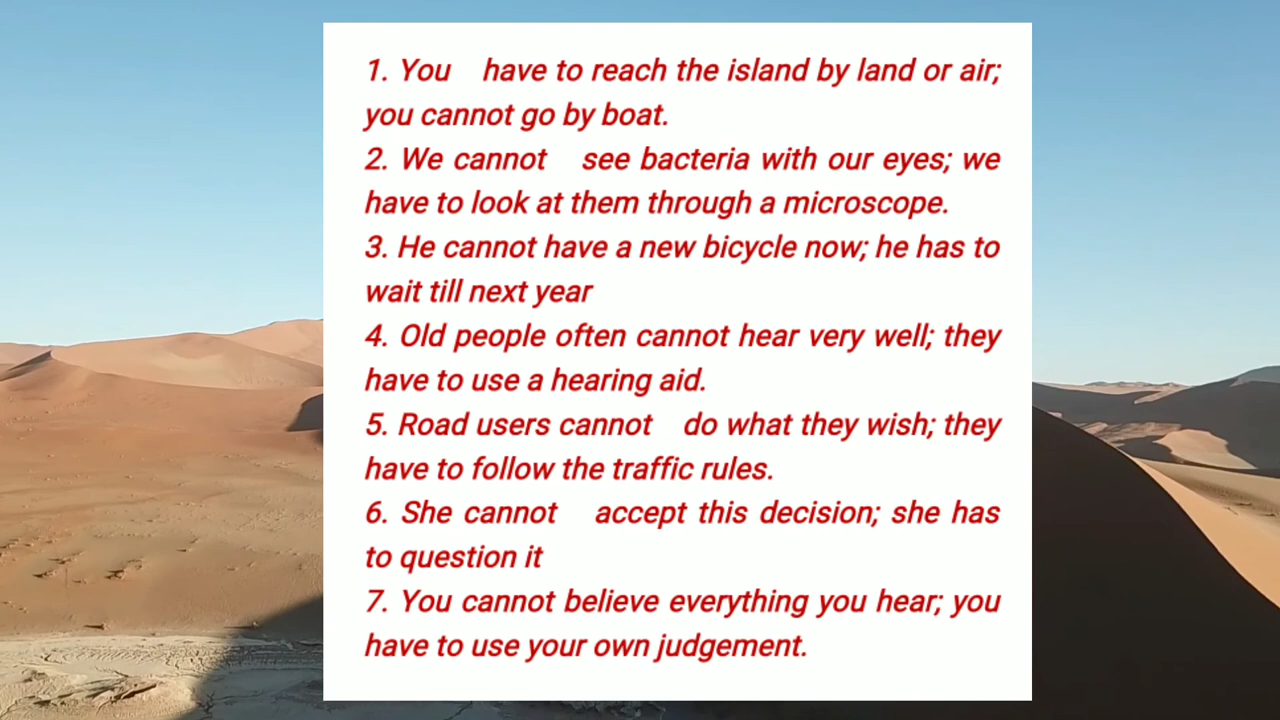 1. You have to reach the island by land or air;
you cannot go by boat.
2. We cannot see bacteria with our eyes; we
have to look at them through a microscope.
3. He cannot have a new bicycle now; he has to
wait till next year
4. Old people often cannot hear very well; they
have to use a hearing aid.
5. Road users cannot do what they wish; they
have to follow the traffic rules.
6. She cannot accept this decision; she has
to question it
7. You cannot believe everything you hear; you
have to use your own judgement.